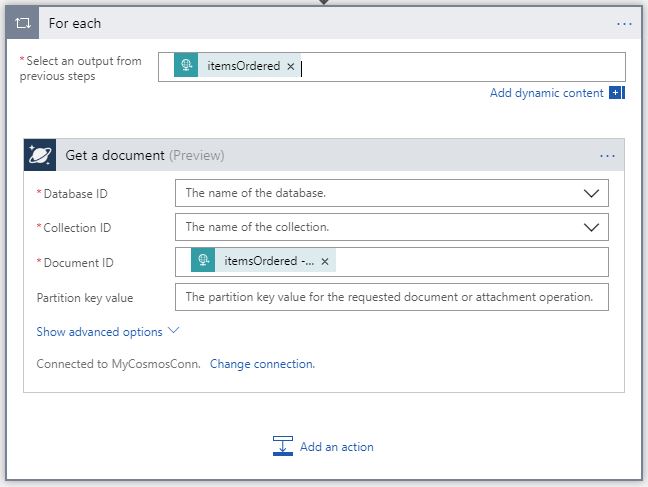 For each
*Select an output from
previous steps
itemsOrdered ×
Add dynamic content
Get a document (Preview)
*Database ID
The name of the database.
*Collection ID
The name of the collection.
*Document ID
itemsOrdered -... ×
Partition key value
The partition key value for the requested document or attachment operation.
Show advanced options
Connected to MyCosmosConn. Change connection.
Add an action